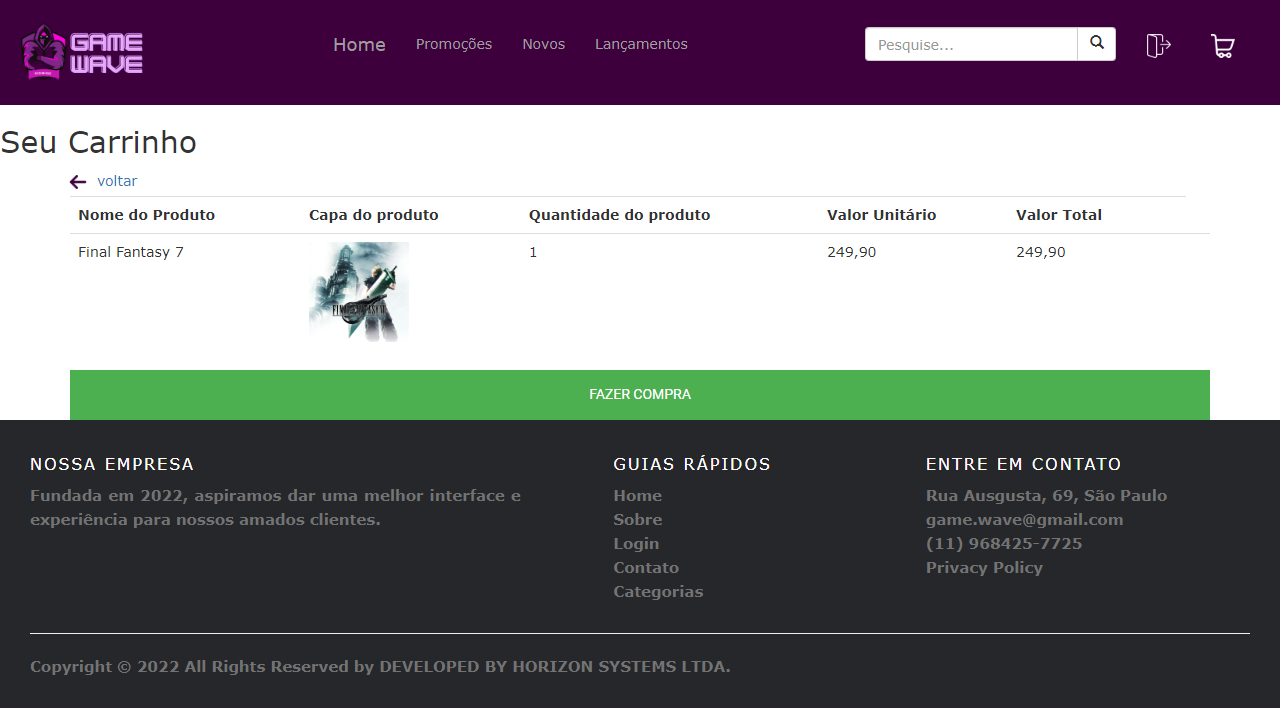 GAME
WAVE
Home
Promoções
Novos
Lançamentos
Pesquise...
Seu Carrinho
voltar
Nome do Produto
Capa do produto
Quantidade do produto
Valor Unitário
Valor Total
Final Fantasy 7
FINAL FANTASY VII
1
249,90
249,90
FAZER COMPRA
NOSSA EMPRESA
Fundada em 2022, aspiramos dar uma melhor interface e
experiência para nossos amados clientes.
GUIAS RÁPIDOS
Home
Sobre
Login
Contato
Categorias
ENTRE EM CONTATO
Rua Ausgusta, 69, São Paulo
game.wave@gmail.com
(11) 968425-7725
Privacy Policy
Copyright © 2022 All Rights Reserved by DEVELOPED BY HORIZON SYSTEMS LTDA.